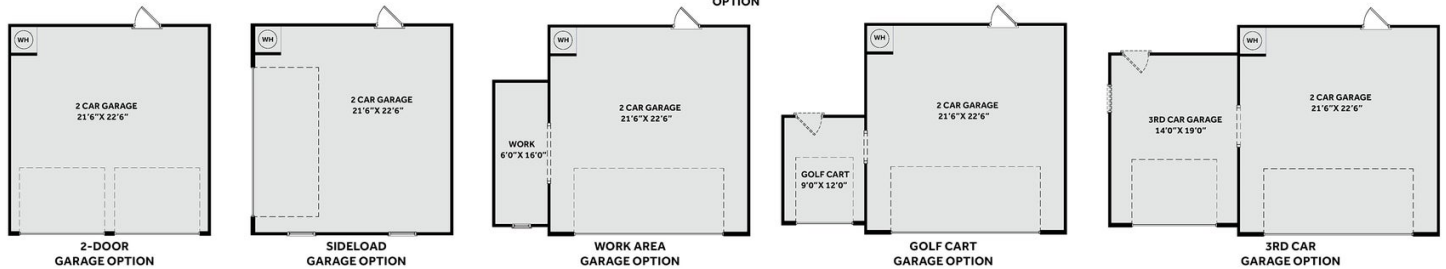 OPTION
WH
2 CAR GARAGE
21'6"X 22'6"
2-DOOR
GARAGE OPTION
WH
2 CAR GARAGE
21'6"X 22'6"
SIDELOAD
GARAGE OPTION
WH
2 CAR GARAGE
21'6"X 22'6"
WORK
6'0"X 16'0"
WORK AREA
GARAGE OPTION
WH
2 CAR GARAGE
21'6"X 22'6"
GOLF CART
9'0"X 12'0"
GOLF CART
GARAGE OPTION
WH
2 CAR GARAGE
21'6"X 22'6"
3RD CAR GARAGE
14'0"X 19'0"
3RD CAR
GARAGE OPTION